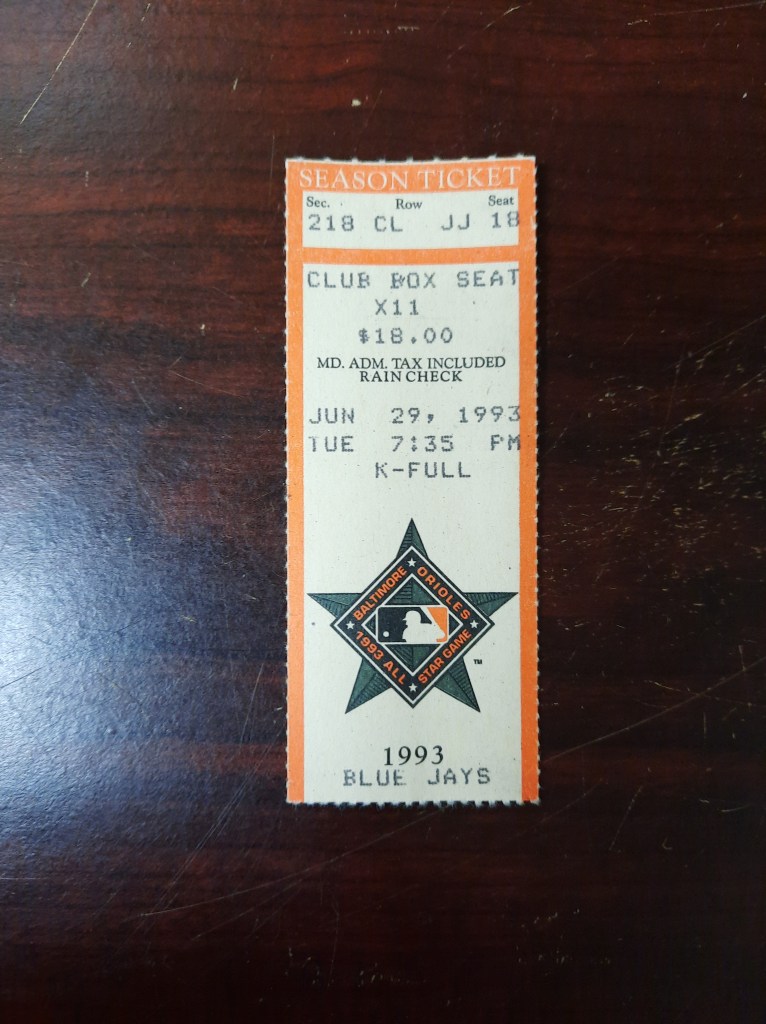 SEASON TICKET
Sec. Row Seat
218 CL JJ 18
CLUB BOX SEAT
X11
$18.00
MD. ADM. TAX INCLUDED
RAIN CHECK
JUN 29, 1993
TUE 7:35 PM
K-FULL
BALTIMORE ORIOLES
1993 ALL STAR GAME
TM
1993
BLUE JAYS